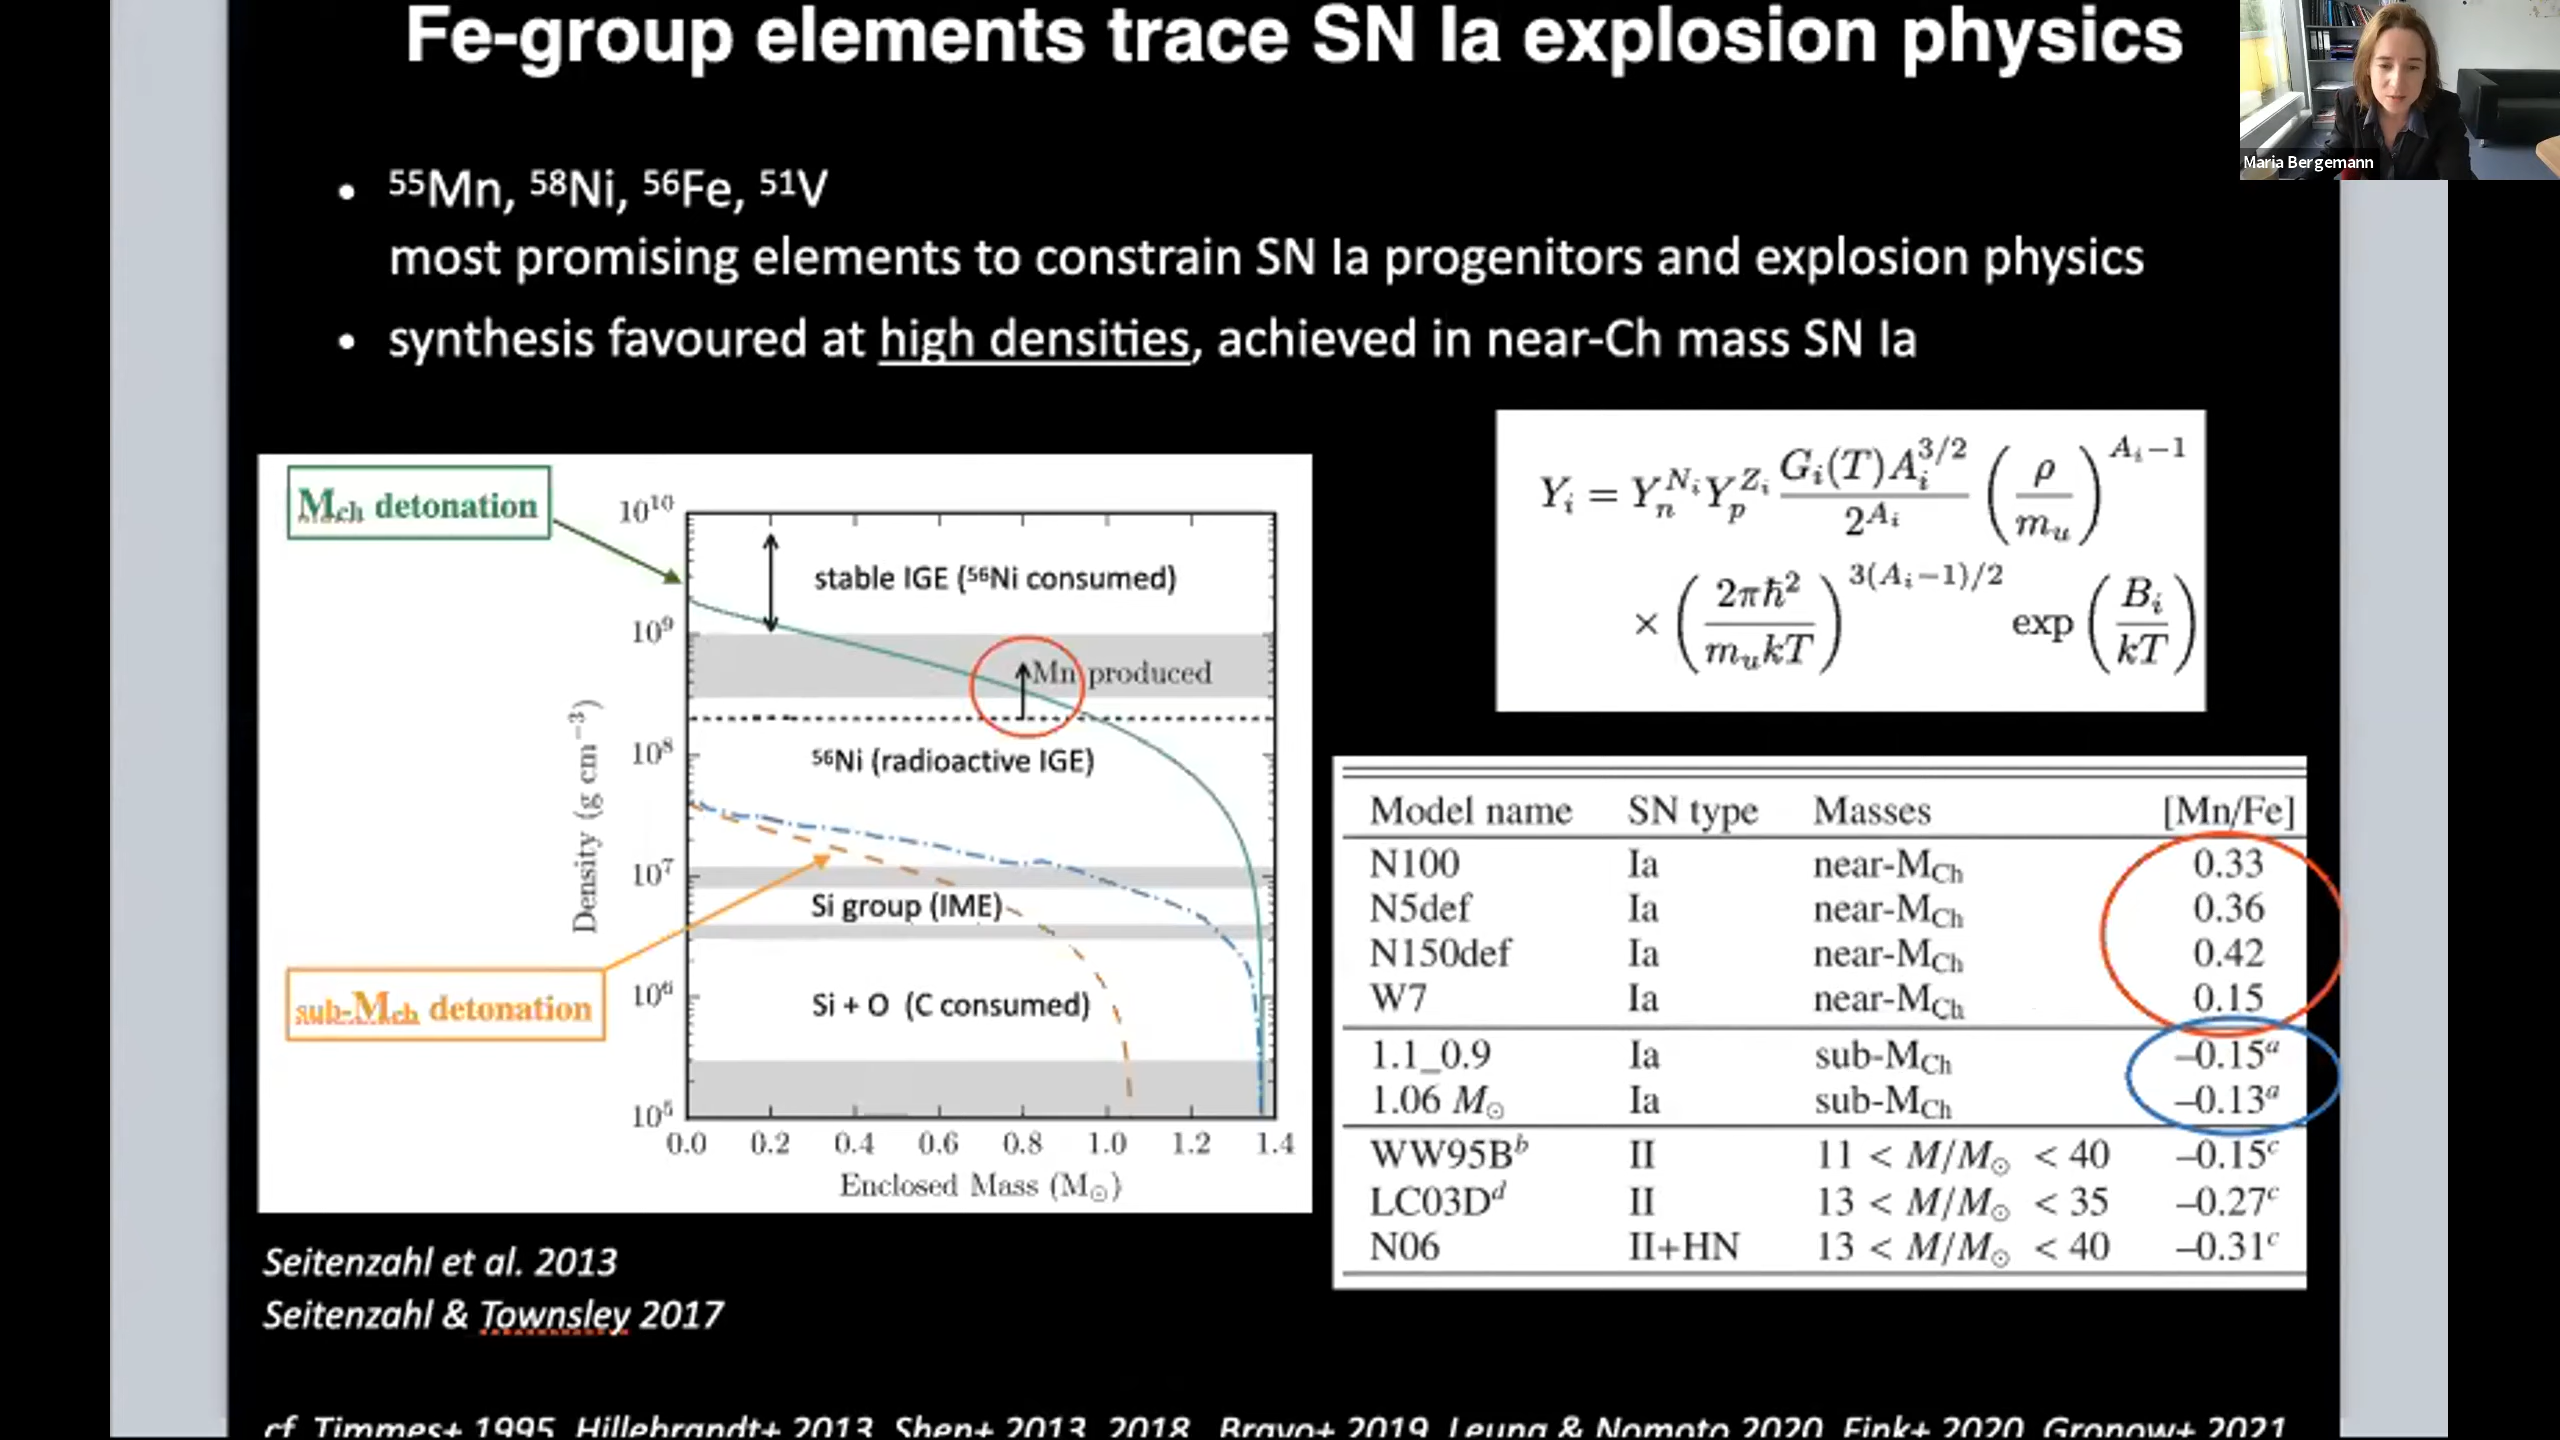 Fe-group elements trace SN Ia explosion physics
Maria Bergemann
• ⁵⁵Mn, ⁵⁸Ni, ⁵⁶Fe, ⁵¹V
most promising elements to constrain SN Ia progenitors and explosion physics
• synthesis favoured at high densities, achieved in near-Ch mass SN Ia
M_ch detonation
sub-M_ch detonation
Density (g cm⁻³)
10¹⁰
10⁹
10⁸
10⁷
10⁶
10⁵
stable IGE (⁵⁶Ni consumed)
Mn produced
⁵⁶Ni (radioactive IGE)
Si group (IME)
Si + O (C consumed)
0.0 0.2 0.4 0.6 0.8 1.0 1.2 1.4
Enclosed Mass (M⊙)
Y_i = Y_n^{N_i} Y_p^{Z_i} \frac{G_i(T)A_i^{3/2}}{2^{A_i}} \left(\frac{ρ}{m_u}\right)^{A_i−1}
× \left(\frac{2πħ²}{m_u kT}\right)^{3(A_i−1)/2} exp \left(\frac{B_i}{kT}\right)
Model name SN type Masses [Mn/Fe]
N100 Ia near-M_Ch 0.33
N5def Ia near-M_Ch 0.36
N150def Ia near-M_Ch 0.42
W7 Ia near-M_Ch 0.15
1.1_0.9 Ia sub-M_Ch –0.15ᵃ
1.06 M⊙ Ia sub-M_Ch –0.13ᵃ
WW95Bᵇ II 11 < M/M⊙ < 40 –0.15ᶜ
LC03Dᵈ II 13 < M/M⊙ < 35 –0.27ᶜ
N06 II+HN 13 < M/M⊙ < 40 –0.31ᶜ
Seitenzahl et al. 2013
Seitenzahl & Townsley 2017
cf. Timmes+ 1995, Hillebrandt+ 2013, Shen+ 2013, 2018, Bravo+ 2019, Leung & Nomoto 2020, Fink+ 2020, Gronow+ 2021